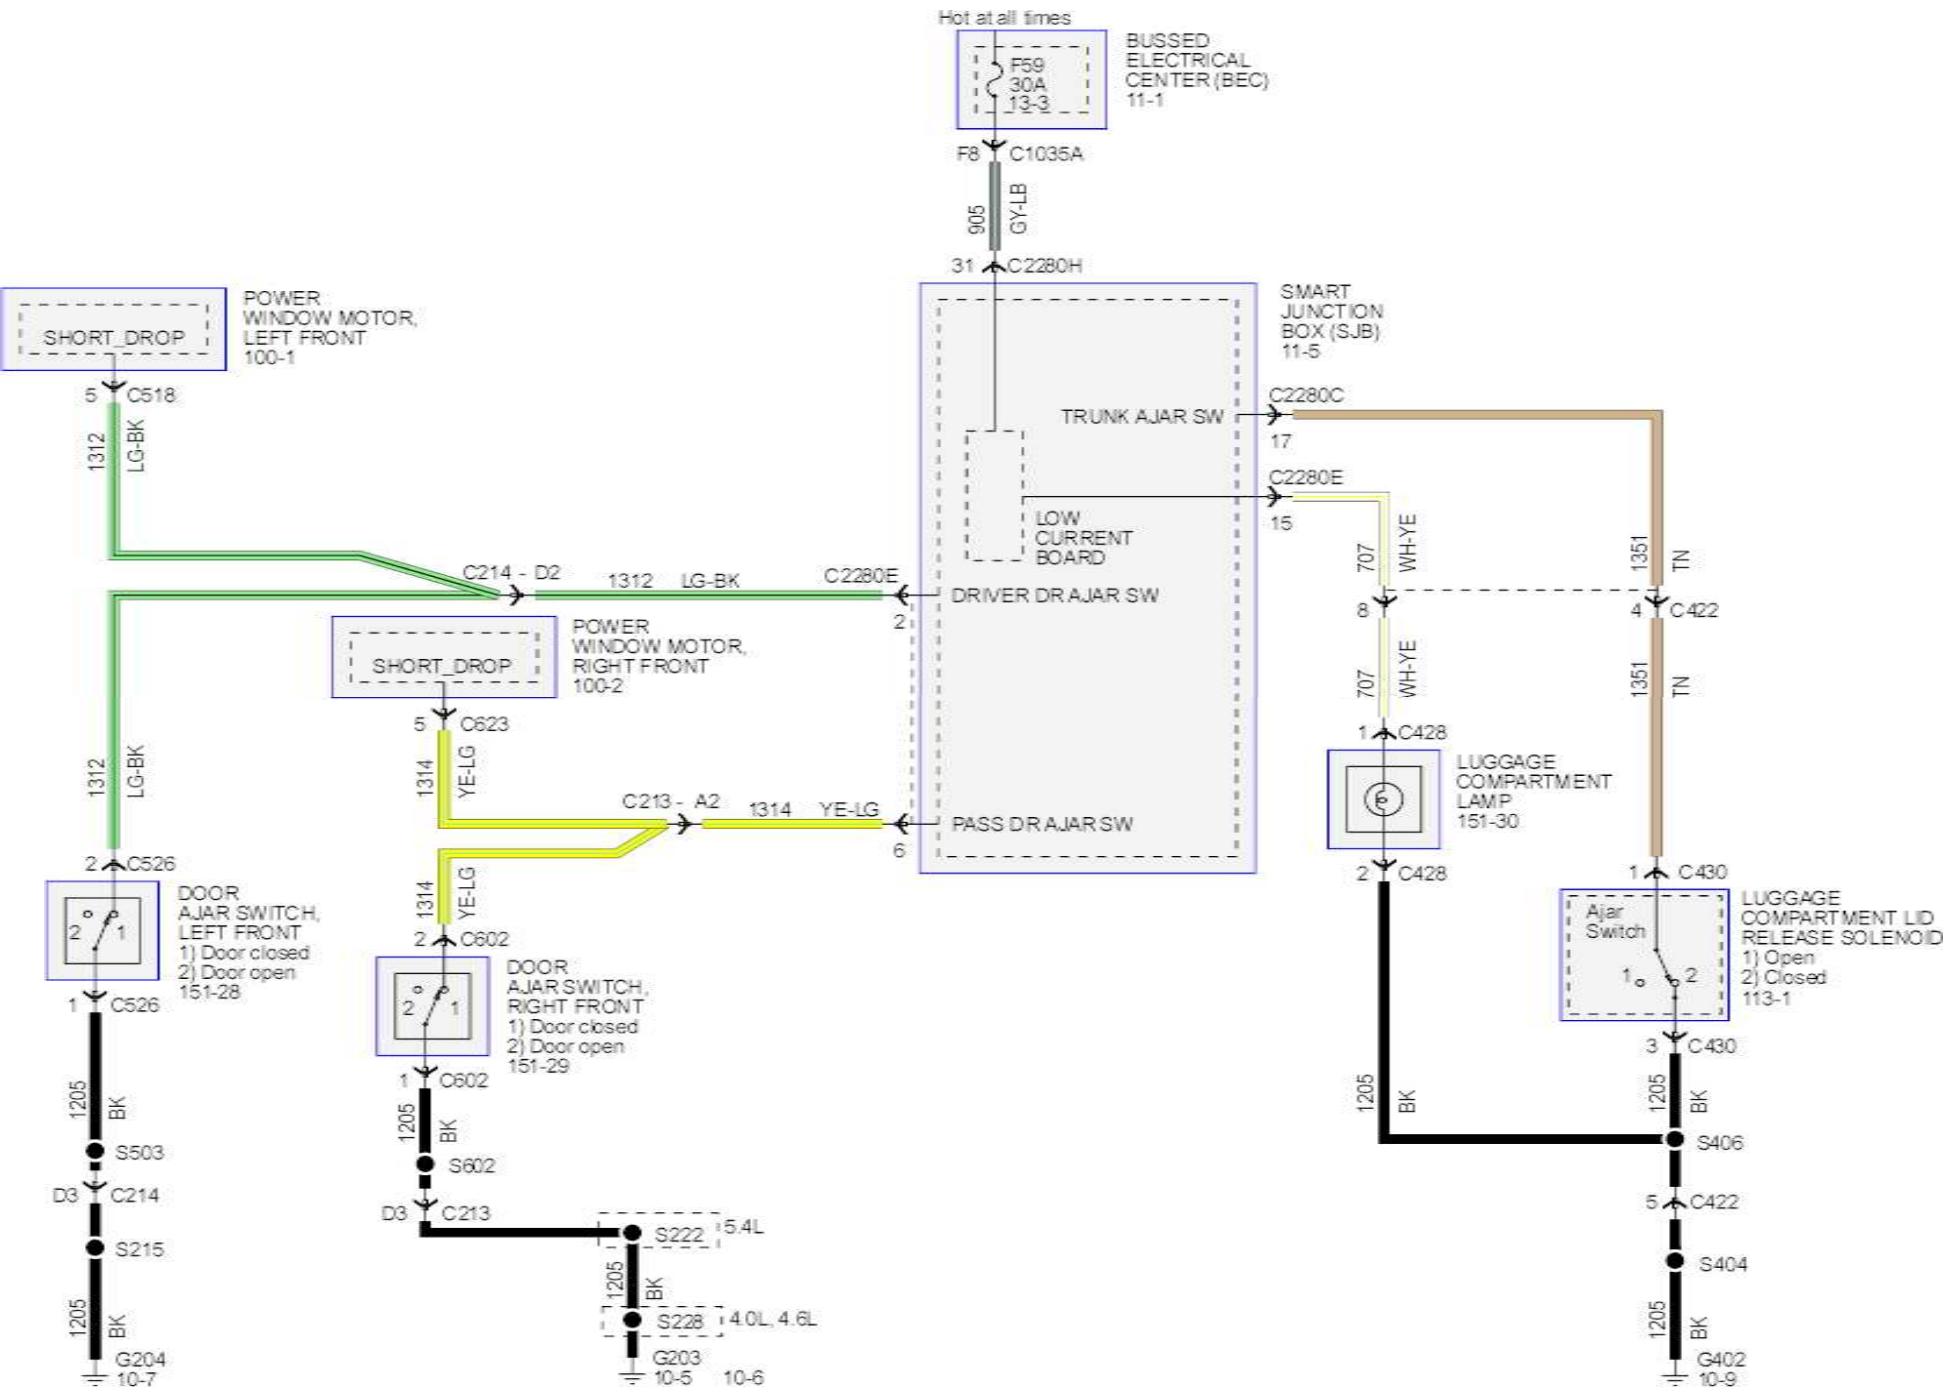 Hot at all times
F59
30A
13-3
BUSSED
ELECTRICAL
CENTER (BEC)
11-1
F8 C1035A
905 GY-LB
31 C2280H
SHORT_DROP
POWER
WINDOW MOTOR,
LEFT FRONT
100-1
5 C518
1312 LG-BK
SMART
JUNCTION
BOX (SJB)
11-5
TRUNK AJAR SW
C2280C
17
C2280E
15
LOW
CURRENT
BOARD
707 WH-YE
1351 TN
C214 - D2
1312 LG-BK
C2280E
2
DRIVER DR AJAR SW
8
4 C422
SHORT_DROP
POWER
WINDOW MOTOR,
RIGHT FRONT
100-2
707 WH-YE
1351 TN
5 C623
1314 YE-LG
1312 LG-BK
1 C428
LUGGAGE
COMPARTMENT
LAMP
151-30
C213 - A2
1314 YE-LG
6
PASS DR AJAR SW
2 C428
2 C526
2 1
DOOR
AJAR SWITCH,
LEFT FRONT
1) Door closed
2) Door open
151-28
1314 YE-LG
1 C430
Ajar
Switch
1 2
LUGGAGE
COMPARTMENT LID
RELEASE SOLENOID
1) Open
2) Closed
113-1
2 C602
2 1
DOOR
AJAR SWITCH,
RIGHT FRONT
1) Door closed
2) Door open
151-29
1 C526
3 C430
1205 BK
1 C602
1205 BK
1205 BK
1205 BK
S503
S602
S406
D3 C214
D3 C213
5 C422
S215
S222 5.4L
S404
1205 BK
1205 BK
1205 BK
S228 4.0L, 4.6L
G204
10-7
G203
10-5 10-6
G402
10-9